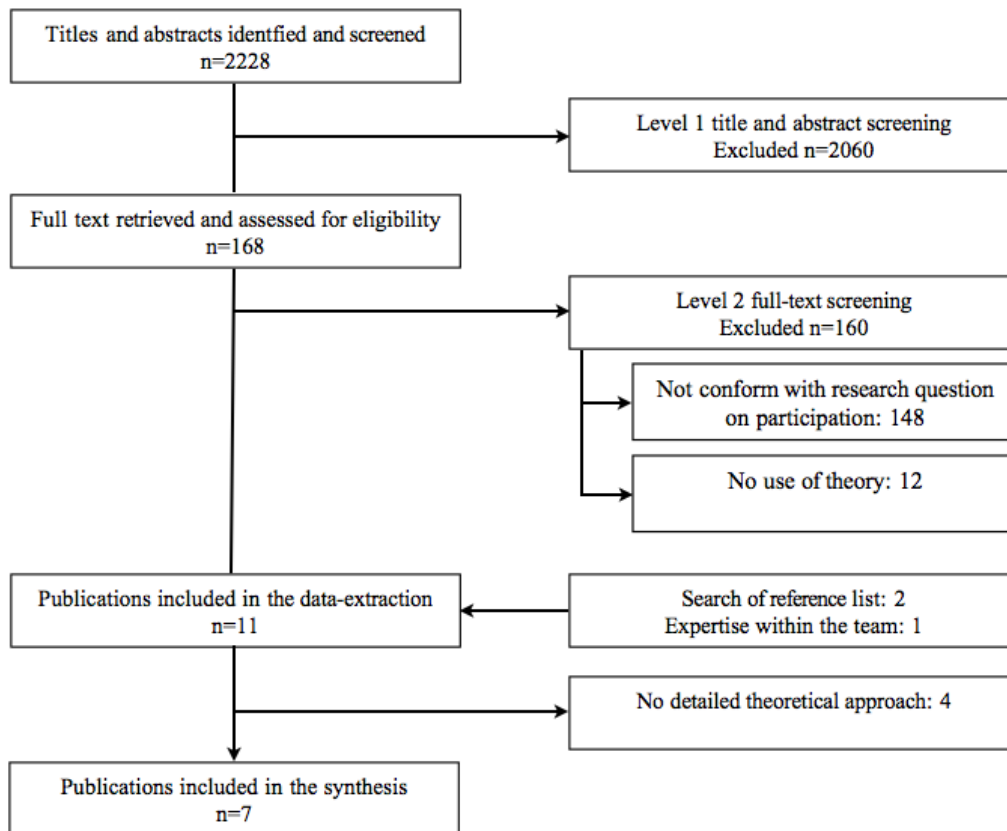 Titles and abstracts identfied and screened
n=2228
Level 1 title and abstract screening
Excluded n=2060
Full text retrieved and assessed for eligibility
n=168
Level 2 full-text screening
Excluded n=160
Not conform with research question
on participation: 148
No use of theory: 12
Publications included in the data-extraction
n=11
Search of reference list: 2
Expertise within the team: 1
No detailed theoretical approach: 4
Publications included in the synthesis
n=7